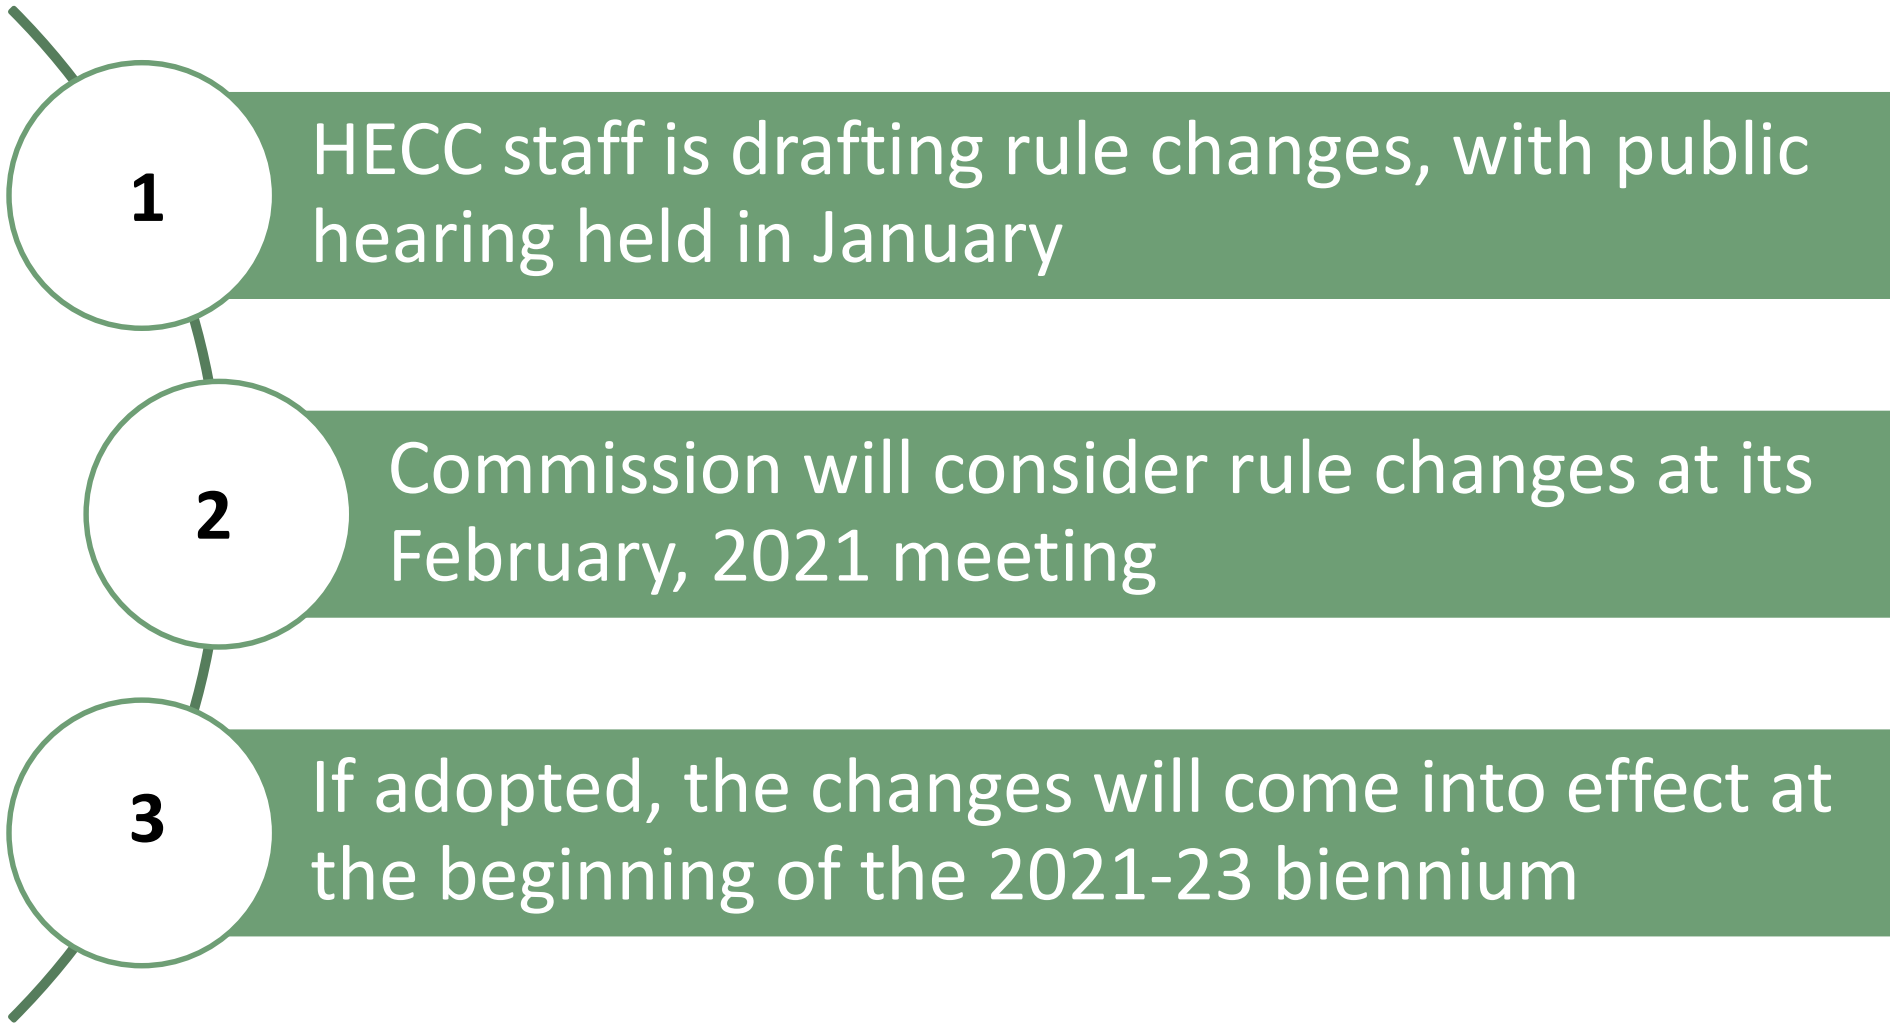 1
HECC staff is drafting rule changes, with public
hearing held in January
2
Commission will consider rule changes at its
February, 2021 meeting
3
If adopted, the changes will come into effect at
the beginning of the 2021-23 biennium